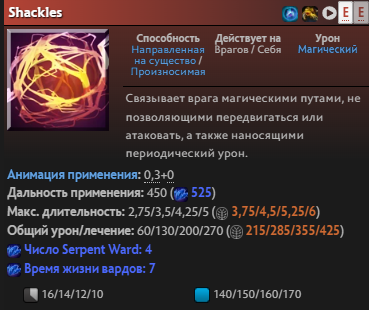 Shackles
E E
Способность
Направленная
на существо /
Произносимая
Действует на
Врагов / Себя
Урон
Магический
Связывает врага магическими путами, не
позволяющими передвигаться или
атаковать, а также наносящими
периодический урон.
Анимация применения: 0,3+0
Дальность применения: 450 (525)
Макс. длительность: 2,75/3,5/4,25/5 (3,75/4,5/5,25/6)
Общий урон/лечение: 60/130/200/270 (215/285/355/425)
Число Serpent Ward: 4
Время жизни вардов: 7
16/14/12/10
140/150/160/170